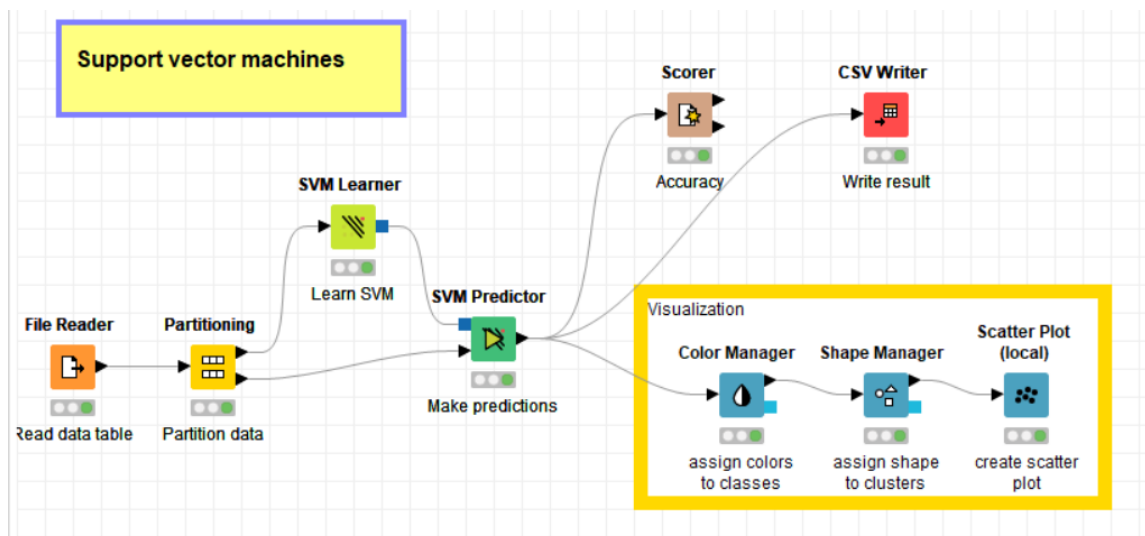 Support vector machines
Scorer
CSV Writer
Accuracy
Write result
SVM Learner
Learn SVM
SVM Predictor
Make predictions
File Reader
Partitioning
Read data table
Partition data
Visualization
Color Manager
Shape Manager
Scatter Plot
(local)
assign colors
to classes
assign shape
to clusters
create scatter
plot